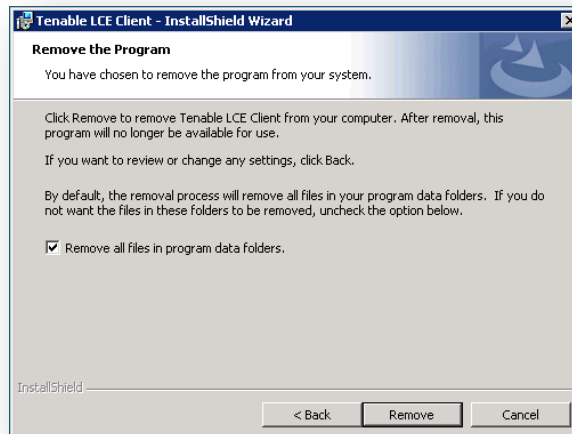 Tenable LCE Client - InstallShield Wizard
Remove the Program
You have chosen to remove the program from your system.
Click Remove to remove Tenable LCE Client from your computer. After removal, this
program will no longer be available for use.
If you want to review or change any settings, click Back.
By default, the removal process will remove all files in your program data folders. If you do
not want the files in these folders to be removed, uncheck the option below.
Remove all files in program data folders.
InstallShield
< Back Remove Cancel